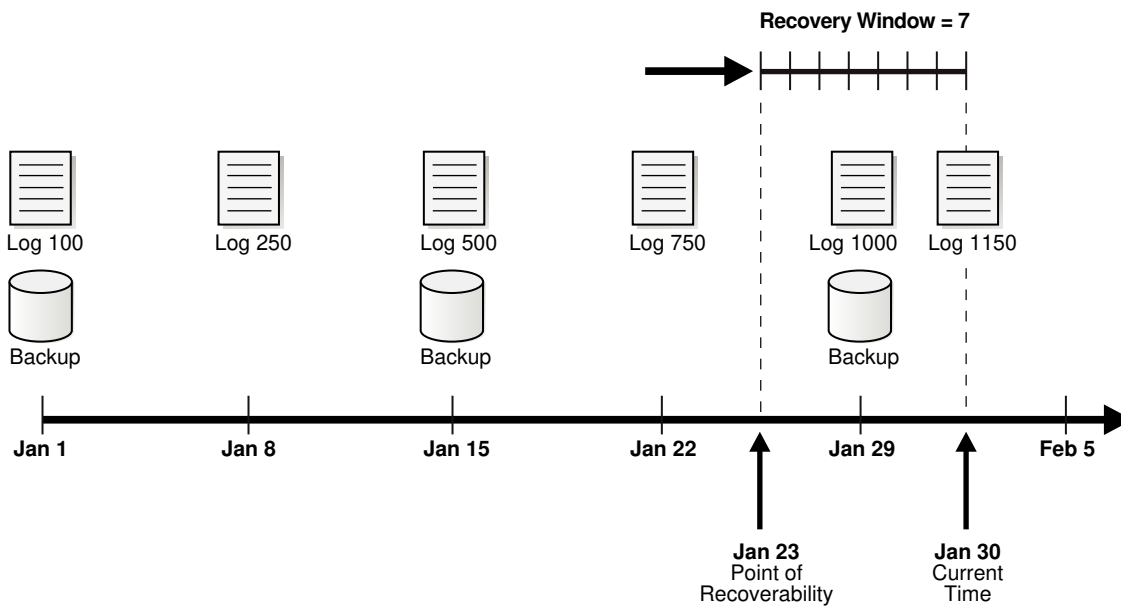 Recovery Window = 7
Log 100
Log 250
Log 500
Log 750
Log 1000
Log 1150
Backup
Backup
Backup
Jan 1
Jan 8
Jan 15
Jan 22
Jan 29
Feb 5
Jan 23
Point of
Recoverability
Jan 30
Current
Time